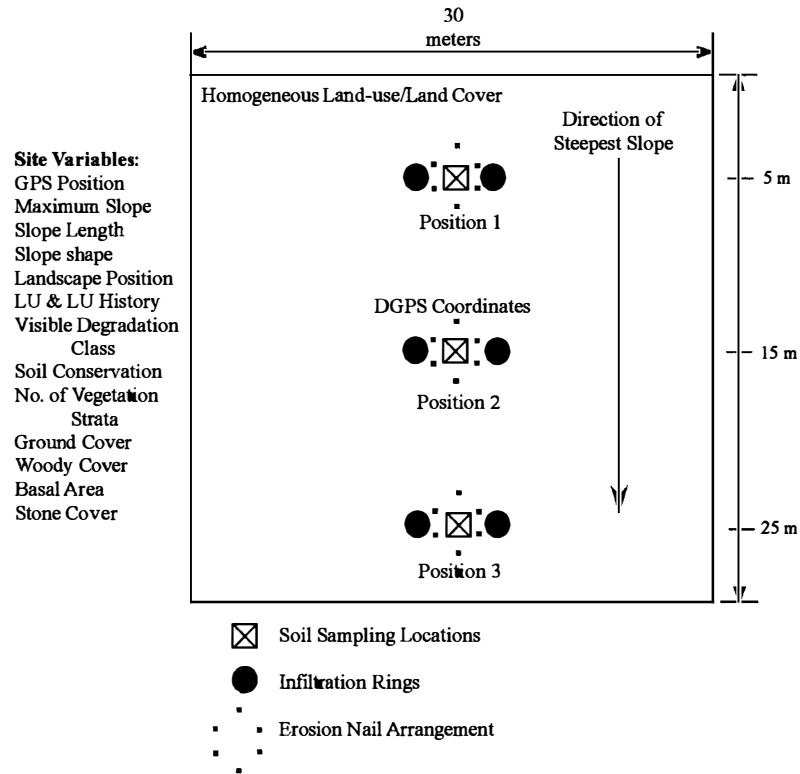 30
meters
Homogeneous Land-use/Land Cover
Direction of
Steepest Slope
Site Variables:
GPS Position
Maximum Slope
Slope Length
Slope shape
Landscape Position
LU & LU History
Visible Degradation
Class
Soil Conservation
No. of Vegetation
Strata
Ground Cover
Woody Cover
Basal Area
Stone Cover
5 m
Position 1
DGPS Coordinates
15 m
Position 2
25 m
Position 3
Soil Sampling Locations
Infiltration Rings
Erosion Nail Arrangement